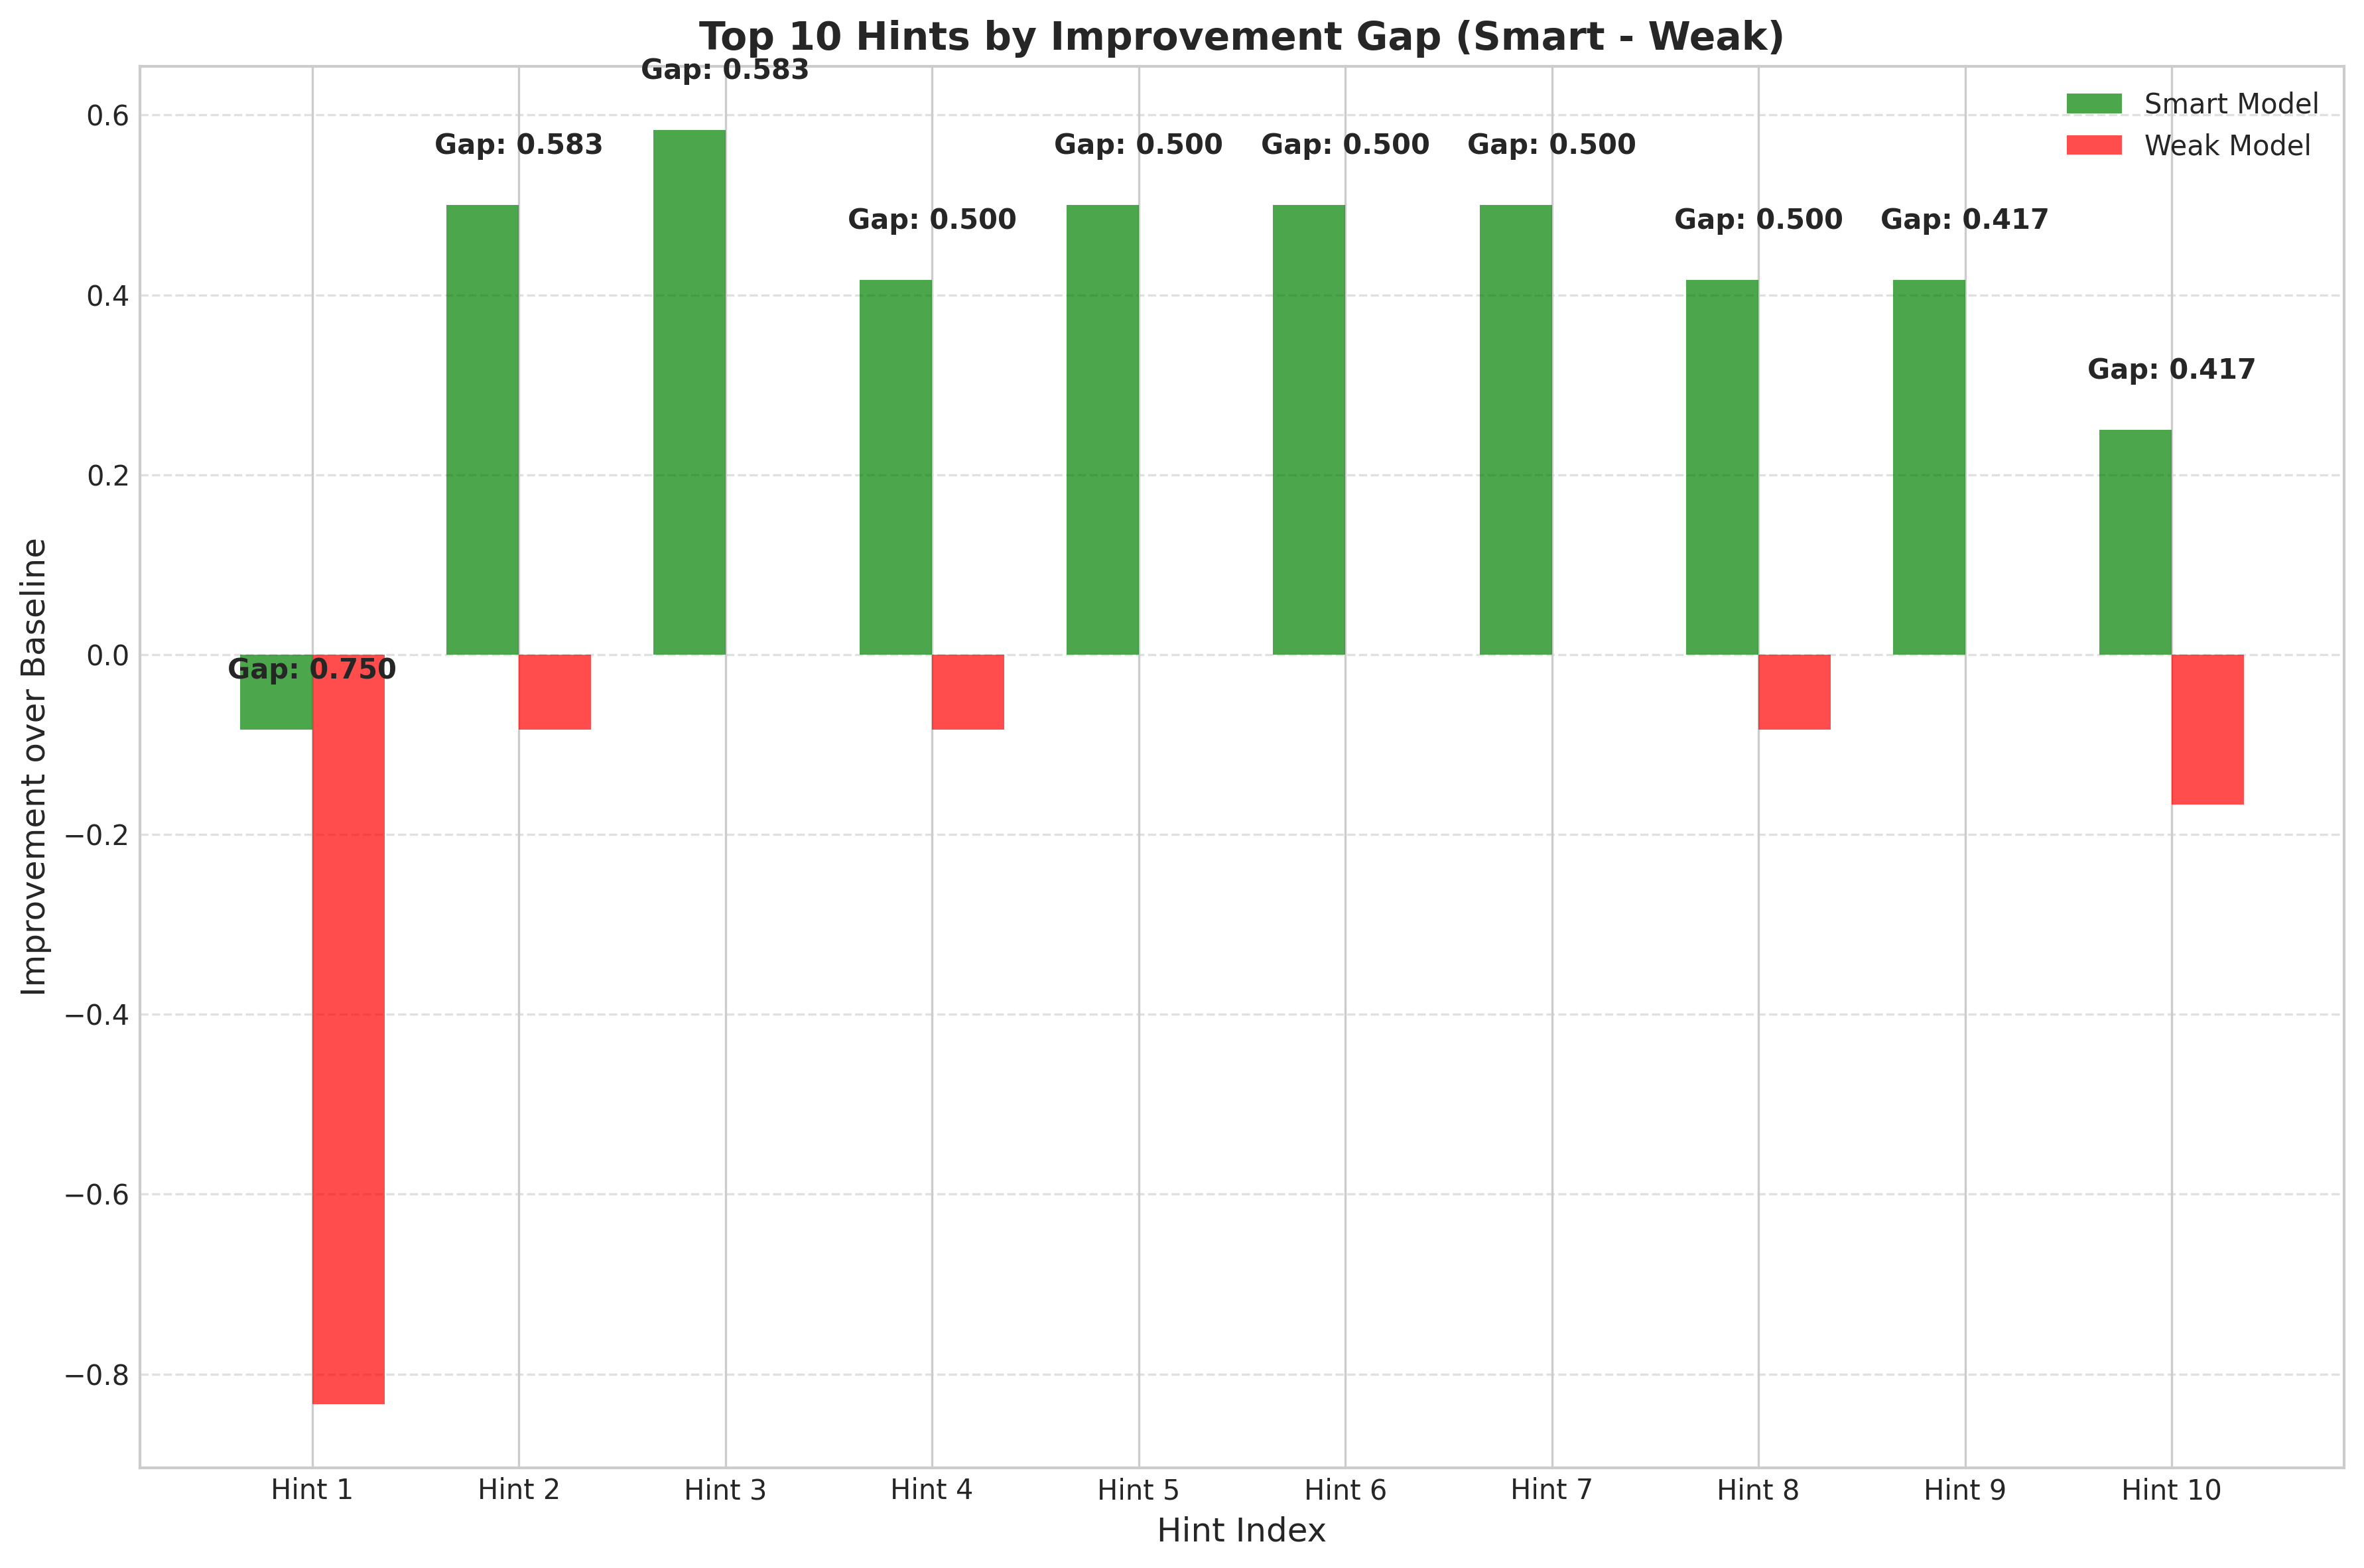 Top 10 Hints by Improvement Gap (Smart - Weak)
Gap: 0.583
Smart Model
Weak Model
Gap: 0.583
Gap: 0.500
Gap: 0.500
Gap: 0.500
Gap: 0.500
Gap: 0.500
Gap: 0.417
Gap: 0.417
Gap: 0.750
Improvement over Baseline
0.6
0.4
0.2
0.0
−0.2
−0.4
−0.6
−0.8
Hint 1
Hint 2
Hint 3
Hint 4
Hint 5
Hint 6
Hint 7
Hint 8
Hint 9
Hint 10
Hint Index